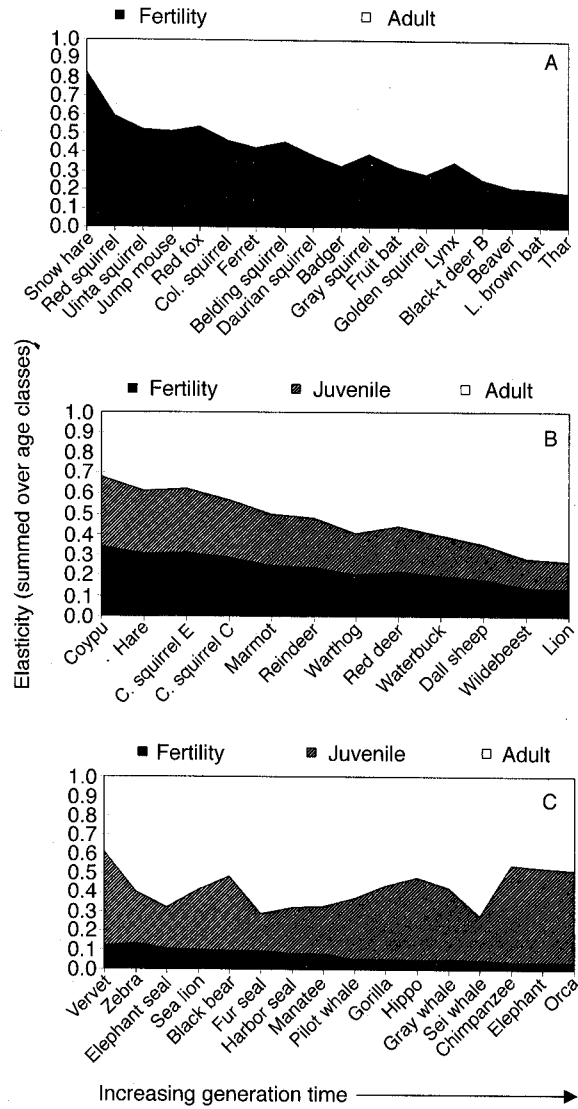 Fertility Adult
A
1.0
0.9
0.8
0.7
0.6
0.5
0.4
0.3
0.2
0.1
0.0
Snow hare
Red squirrel
Uinta squirrel
Jump mouse
Red fox
Col. squirrel
Ferret
Belding squirrel
Daurian squirrel
Badger
Gray squirrel
Fruit bat
Golden squirrel
Lynx
Black-t deer B
Beaver
L. brown bat
Thar
Elasticity (summed over age classes)
Fertility Juvenile Adult
B
1.0
0.9
0.8
0.7
0.6
0.5
0.4
0.3
0.2
0.1
0.0
Coypu
Hare
C. squirrel E
C. squirrel C
Marmot
Reindeer
Warthog
Red deer
Waterbuck
Dall sheep
Wildebeest
Lion
Fertility Juvenile Adult
C
1.0
0.9
0.8
0.7
0.6
0.5
0.4
0.3
0.2
0.1
0.0
Vervet
Zebra
Elephant seal
Sea lion
Black bear
Fur seal
Harbor seal
Manatee
Pilot whale
Gorilla
Hippo
Gray whale
Sei whale
Chimpanzee
Elephant
Orca
Increasing generation time